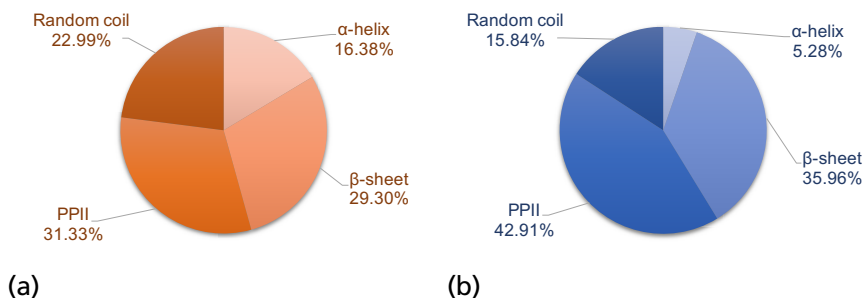 Random coil
22.99%
α-helix
16.38%
β-sheet
29.30%
PPII
31.33%
(a)
Random coil
15.84%
α-helix
5.28%
β-sheet
35.96%
PPII
42.91%
(b)